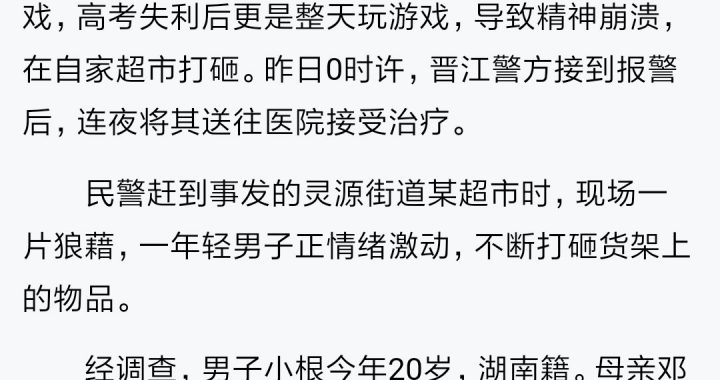 戏，高考失利后更是整天玩游戏，导致精神崩溃，
在自家超市打砸。昨日0时许，晋江警方接到报警
后，连夜将其送往医院接受治疗。
民警赶到事发的灵源街道某超市时，现场一
片狼藉，一年轻男子正情绪激动，不断打砸货架上
的物品。
经调查，男子小根今年20岁，湖南籍。母亲邓